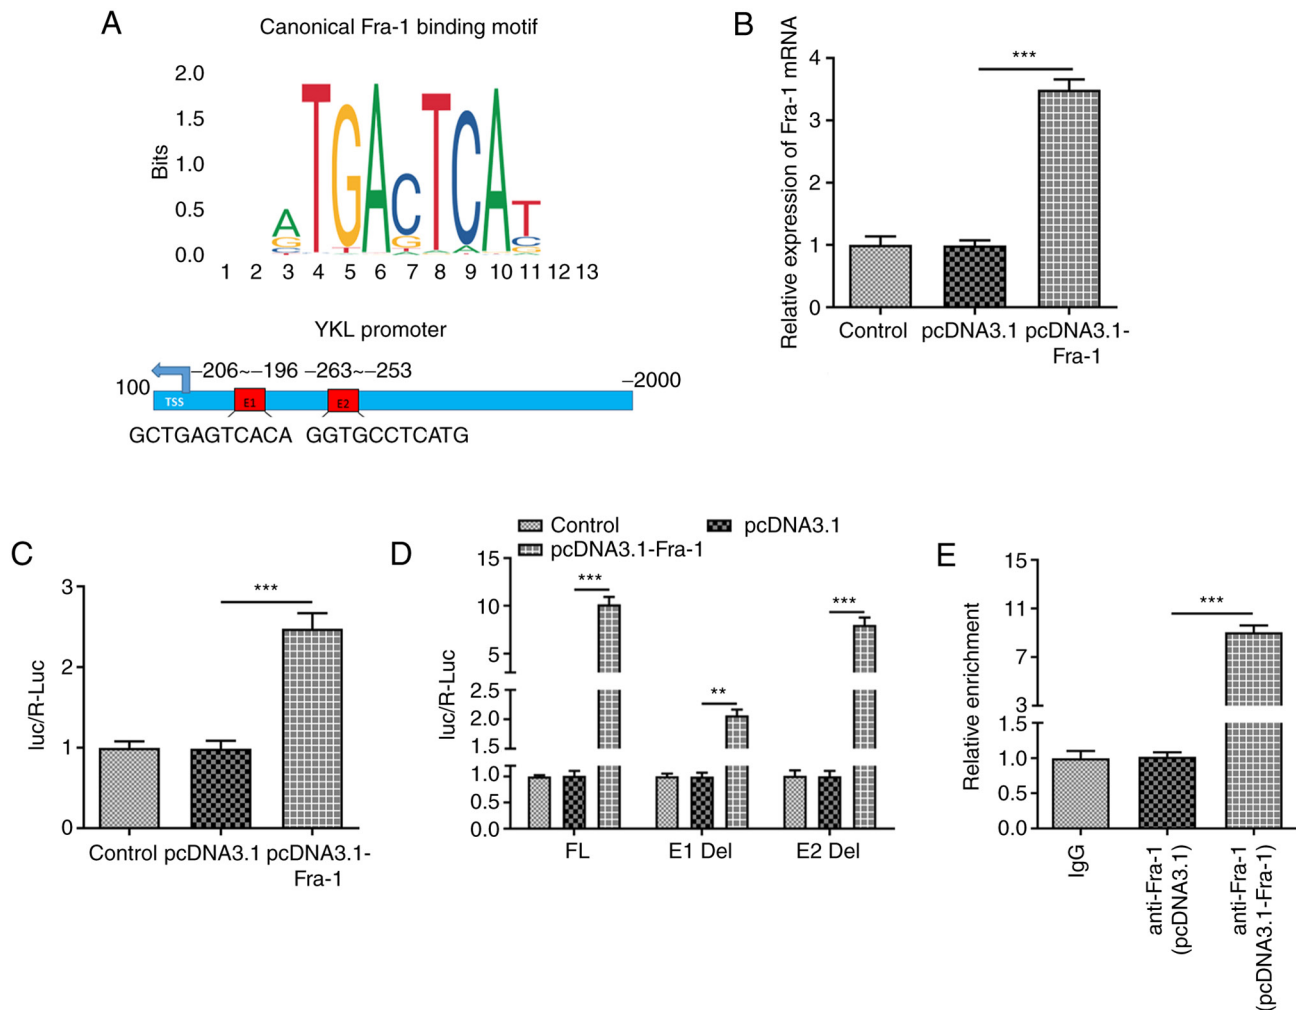 A
Canonical Fra-1 binding motif
Bits
2.0
1.5
1.0
0.5
0.0
1 2 3 4 5 6 7 8 9 10 11 12 13
A T G A C T C A T
G G C
YKL promoter
100
−206~−196 −263~−253
−2000
TSS
E1
E2
GCTGAGTCACA GGTGCCTCATG
B
Relative expression of Fra-1 mRNA
4
3
2
1
0
***
Control pcDNA3.1 pcDNA3.1-
Fra-1
C
luc/R-Luc
3
2
1
0
***
Control pcDNA3.1 pcDNA3.1-
Fra-1
D
Control pcDNA3.1
pcDNA3.1-Fra-1
luc/R-Luc
15
10
5
2.5
2.0
1.5
1.0
0.5
0.0
***
**
***
FL E1 Del E2 Del
E
Relative enrichment
15
11
7
3
1.5
1.0
0.5
0.0
***
IgG
anti-Fra-1
(pcDNA3.1)
anti-Fra-1
(pcDNA3.1-Fra-1)